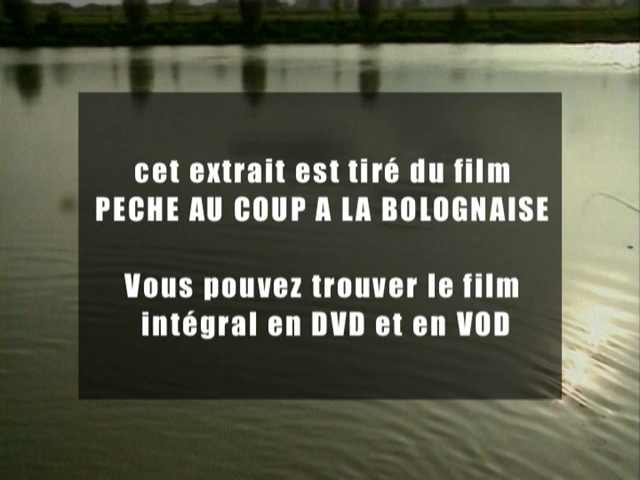 cet extrait est tiré du film
PECHE AU COUP A LA BOLOGNAISE
Vous pouvez trouver le film
intégral en DVD et en VOD